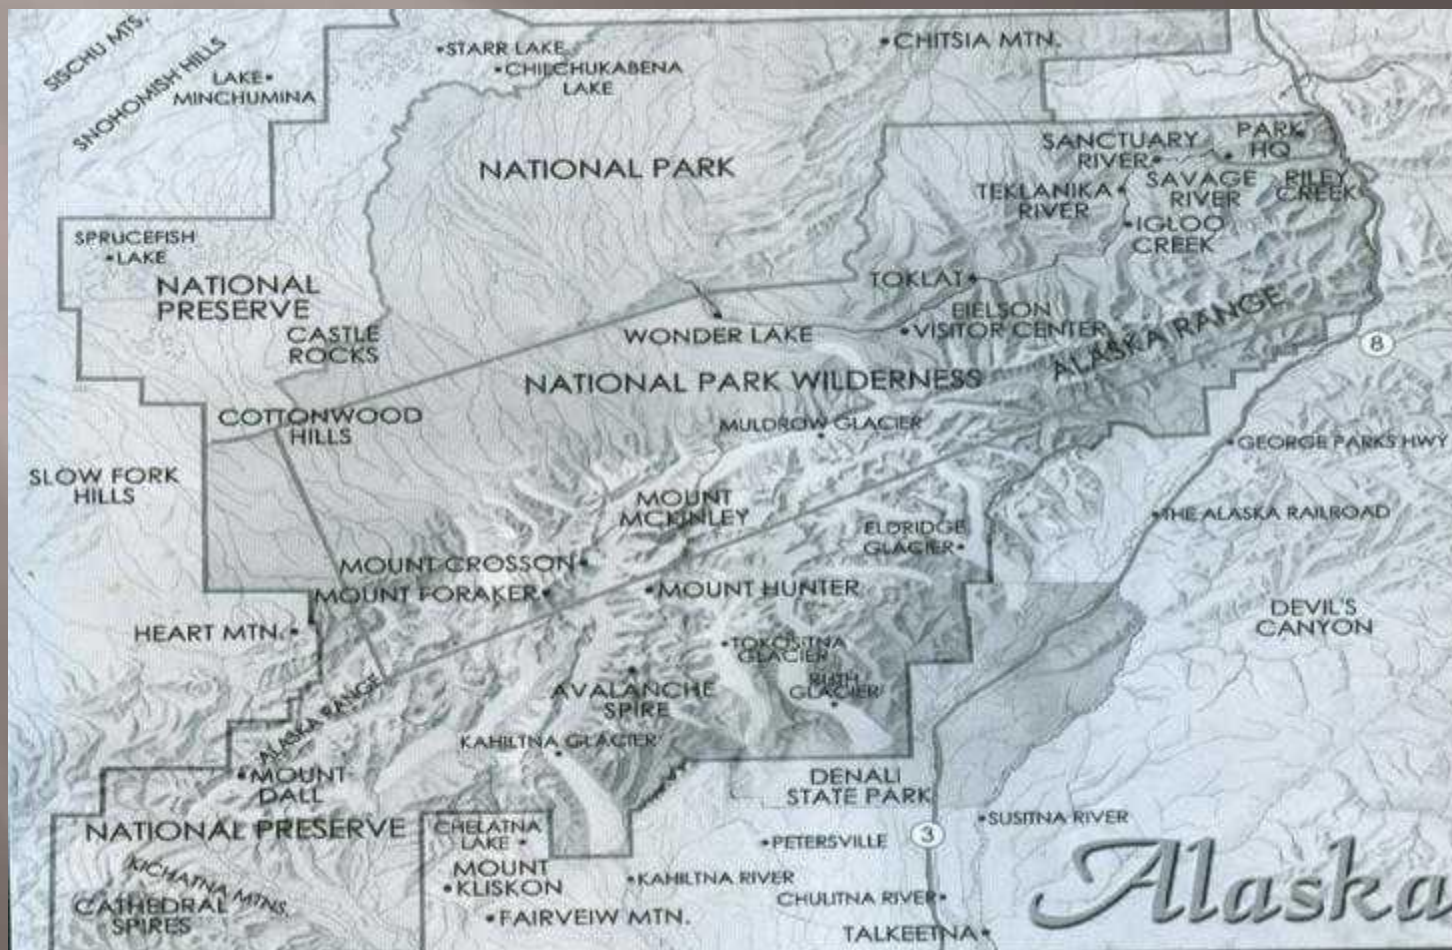 SISCHU MTS.
SNOHOMISH HILLS
LAKE
MINCHUMINA
STARR LAKE
CHILCHUKABENA
LAKE
CHITSIA MTN.
NATIONAL PARK
SANCTUARY
RIVER
PARK
HQ
TEKLANIKA
RIVER
SAVAGE
RIVER
RILEY
CREEK
IGLOO
CREEK
SPRUCEFISH
LAKE
NATIONAL
PRESERVE
CASTLE
ROCKS
TOKLAT
WONDER LAKE
EIELSON
VISITOR CENTER
ALASKA RANGE
8
NATIONAL PARK WILDERNESS
COTTONWOOD
HILLS
MULDROW GLACIER
GEORGE PARKS HWY
SLOW FORK
HILLS
MOUNT
MCKINLEY
ELDRIDGE
GLACIER
THE ALASKA RAILROAD
MOUNT CROSSON
MOUNT FORAKER
MOUNT HUNTER
HEART MTN.
DEVIL'S
CANYON
TOKOSITNA
GLACIER
RUTH
GLACIER
AVALANCHE
SPIRE
ALASKA RANGE
KAHILTNA GLACIER
MOUNT
DALL
DENALI
STATE PARK
NATIONAL PRESERVE
CHELATNA
LAKE
PETERSVILLE
3
SUSITNA RIVER
MOUNT
KLISKON
KAHILTNA RIVER
KICHATNA MTNS.
CATHEDRAL
SPIRES
FAIRVEIW MTN.
CHULITNA RIVER
TALKEETNA
Alaska